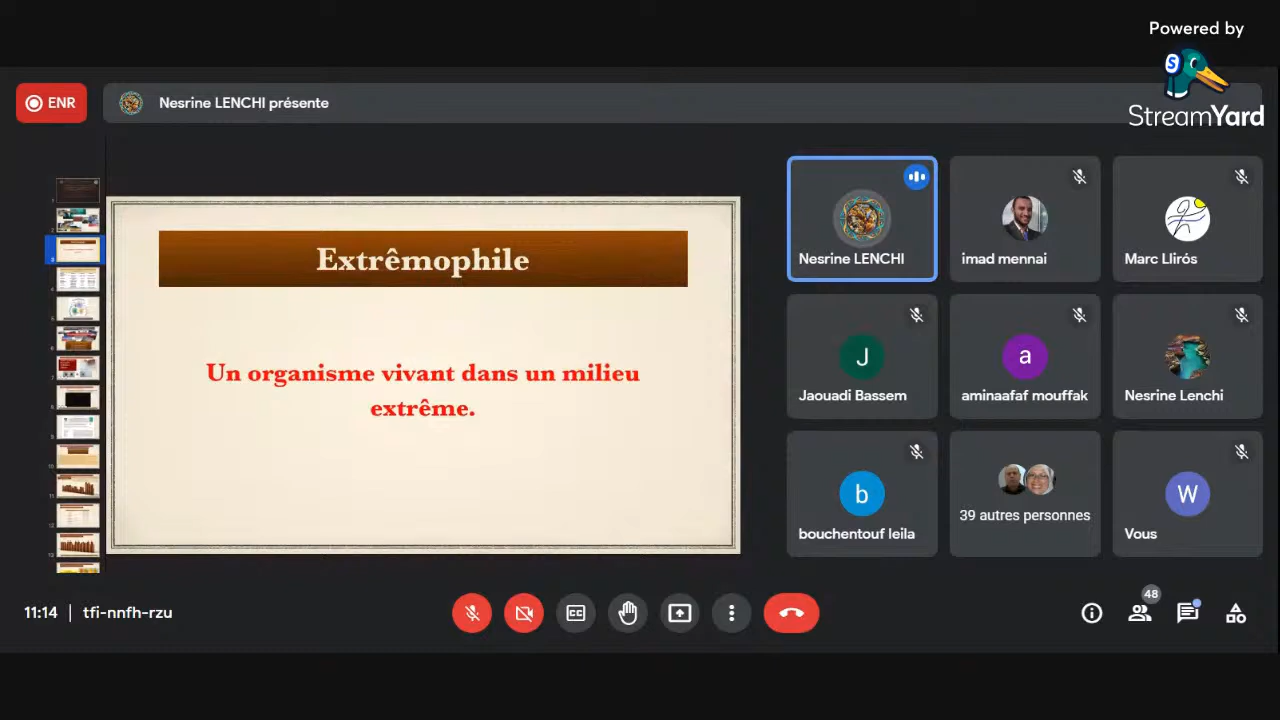 Powered by
StreamYard
ENR
Nesrine LENCHI présente
Extrêmophile
Un organisme vivant dans un milieu
extrême.
Nesrine LENCHI
imad mennai
Marc Llirós
J
Jaouadi Bassem
a
aminaafaf mouffak
Nesrine Lenchi
b
bouchentouf leila
39 autres personnes
W
Vous
11:14 | tfi-nnfh-rzu
48